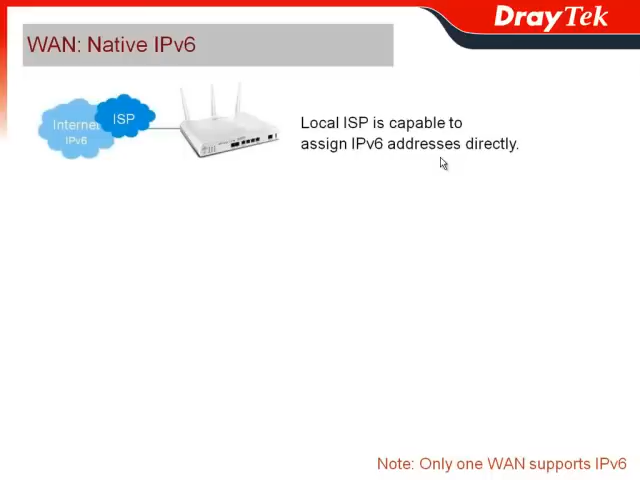 DrayTek
WAN: Native IPv6
Internet
IPv6
ISP
Local ISP is capable to
assign IPv6 addresses directly.
Note: Only one WAN supports IPv6